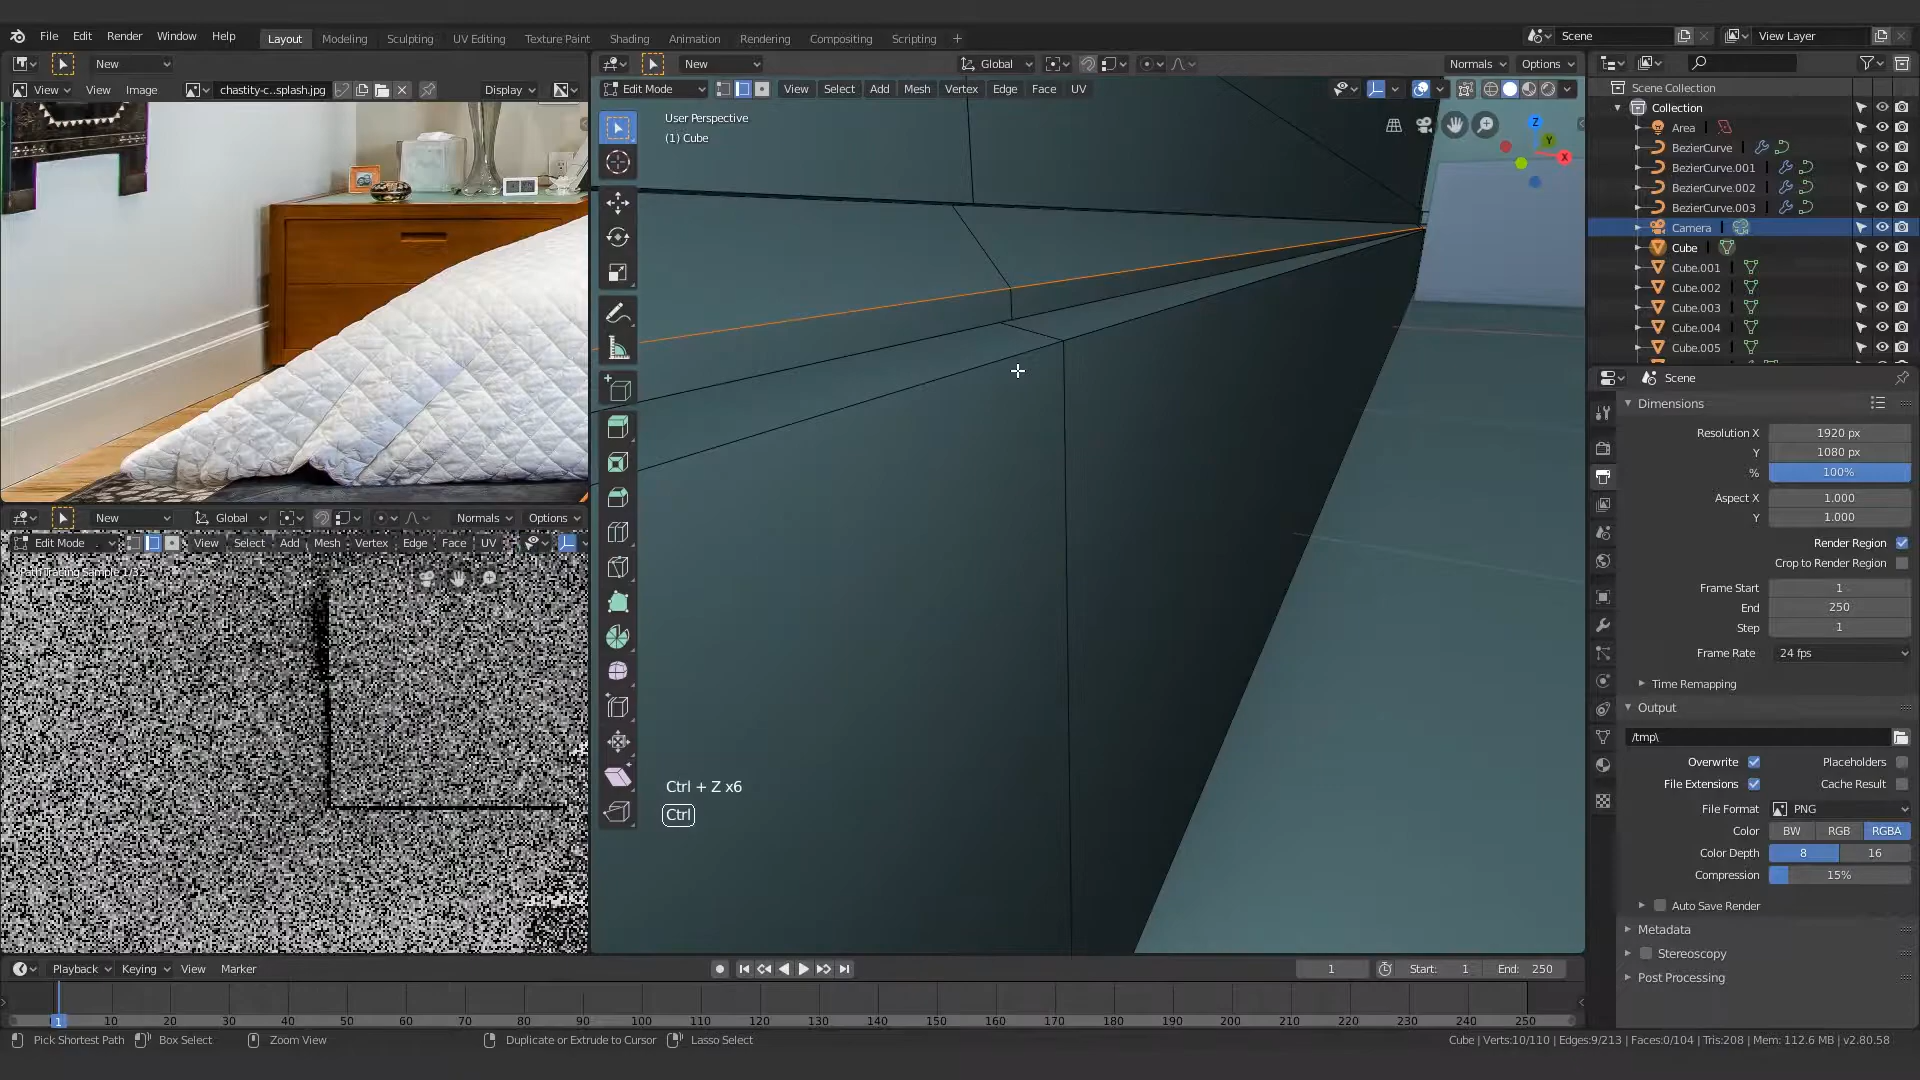 File Edit Render Window Help Layout Modeling Sculpting UV Editing Texture Paint Shading Animation Rendering Compositing Scripting + Scene View Layer
New New Global Normals Options
View View Image chastity-c...splash.jpg Display Edit Mode View Select Add Mesh Vertex Edge Face UV
Scene Collection
Collection
Area
BezierCurve
BezierCurve.001
BezierCurve.002
BezierCurve.003
Camera
Cube
Cube.001
Cube.002
Cube.003
Cube.004
Cube.005
User Perspective
(1) Cube
Z
Y
X
Ctrl + Z x6
Ctrl
New Global Normals Options
Edit Mode View Select Add Mesh Vertex Edge Face UV
Path Tracing Sample 1/32
Scene
Dimensions
Resolution X 1920 px
Y 1080 px
% 100%
Aspect X 1.000
Y 1.000
Render Region
Crop to Render Region
Frame Start 1
End 250
Step 1
Frame Rate 24 fps
Time Remapping
Output
/tmp\
Overwrite Placeholders
File Extensions Cache Result
File Format PNG
Color BW RGB RGBA
Color Depth 8 16
Compression 15%
Auto Save Render
Metadata
Stereoscopy
Post Processing
Playback Keying View Marker 1 Start: 1 End: 250
1 10 20 30 40 50 60 70 80 90 100 110 120 130 140 150 160 170 180 190 200 210 220 230 240 250
Pick Shortest Path Box Select Zoom View Duplicate or Extrude to Cursor Lasso Select Cube | Verts:10/110 | Edges:9/213 | Faces:0/104 | Tris:208 | Mem: 112.6 MB | v2.80.58